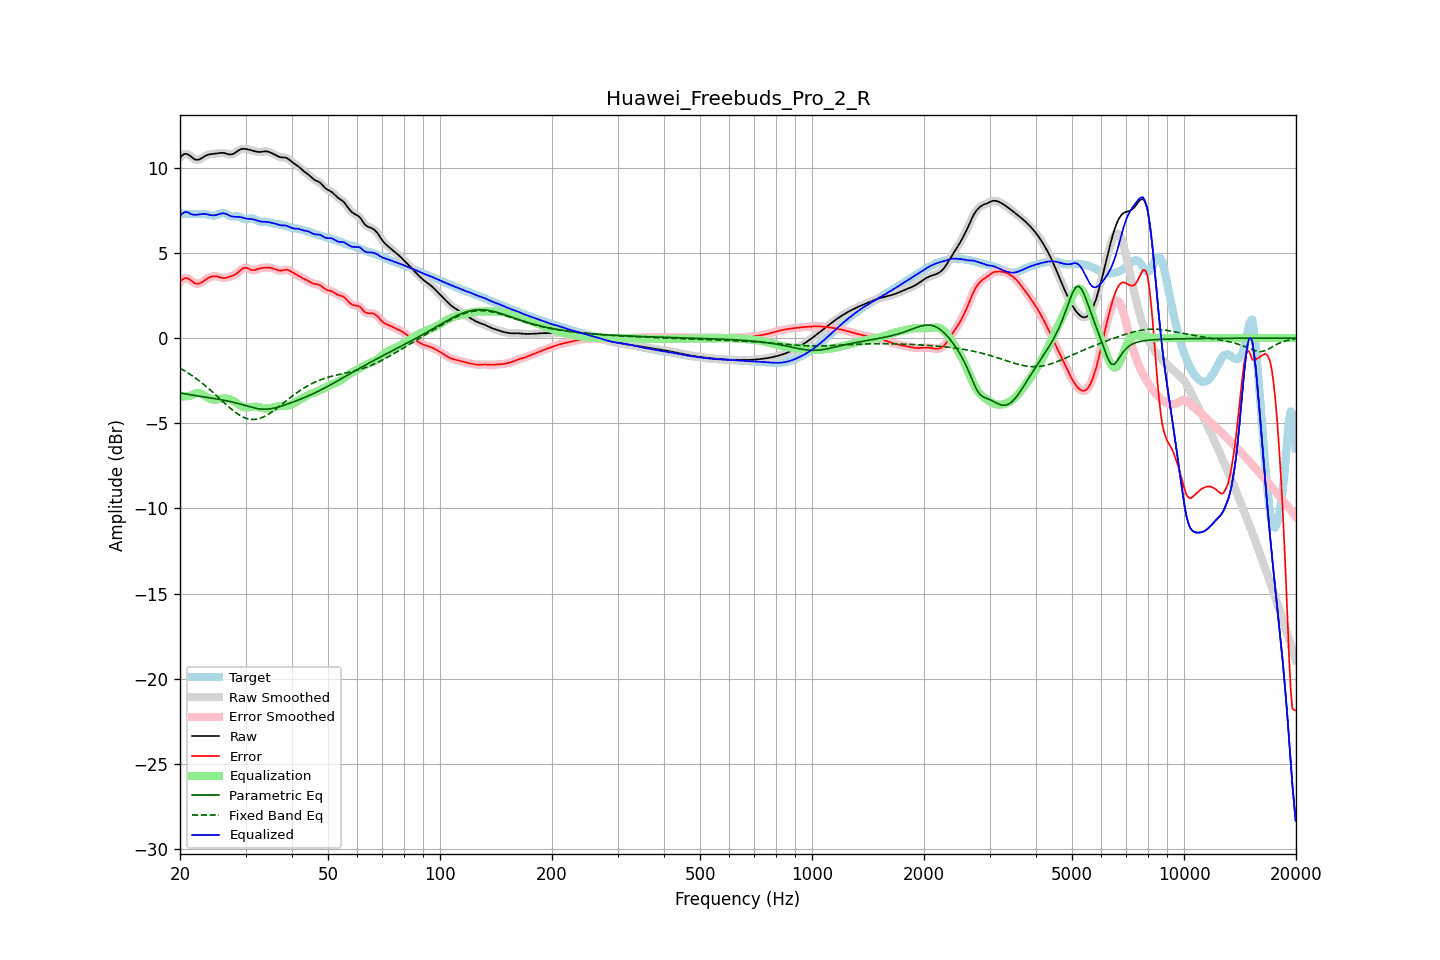 Huawei_Freebuds_Pro_2_R
Amplitude (dBr)
10
5
0
−5
−10
−15
−20
−25
−30
Target
Raw Smoothed
Error Smoothed
Raw
Error
Equalization
Parametric Eq
Fixed Band Eq
Equalized
20
50
100
200
500
1000
2000
5000
10000
20000
Frequency (Hz)